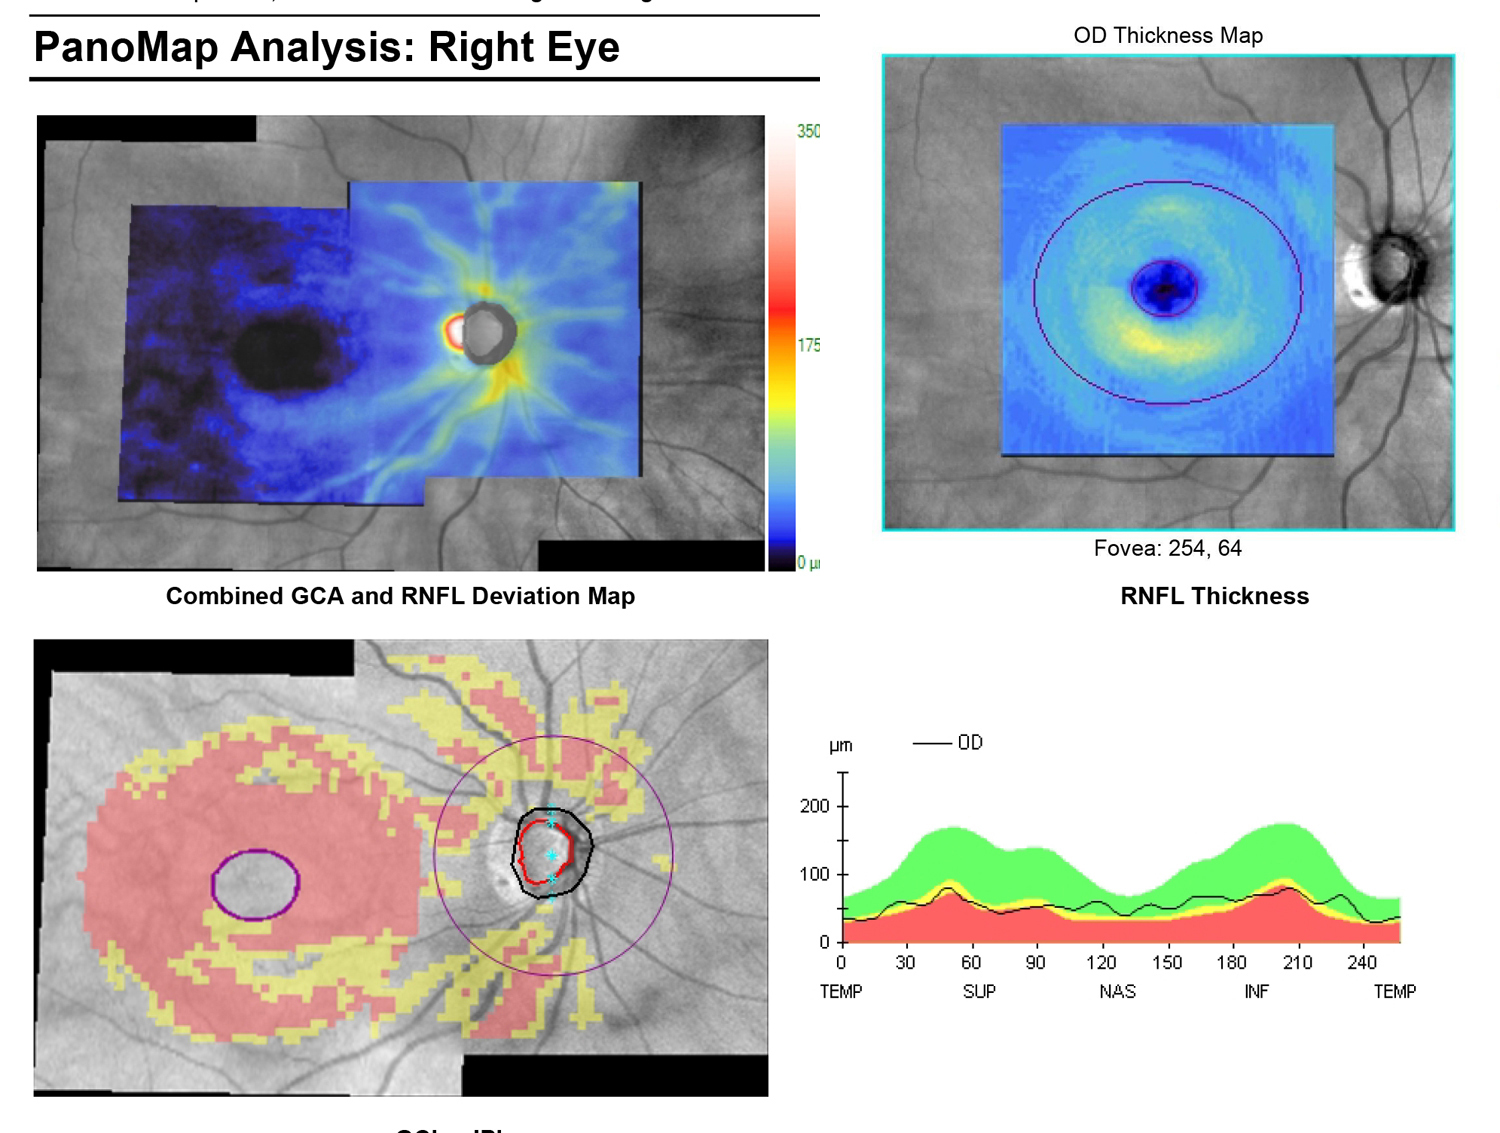 PanoMap Analysis: Right Eye
OD Thickness Map
350
175
0 µ
Fovea: 254, 64
Combined GCA and RNFL Deviation Map
RNFL Thickness
µm
OD
200
100
0
0 30 60 90 120 150 180 210 240
TEMP SUP NAS INF TEMP